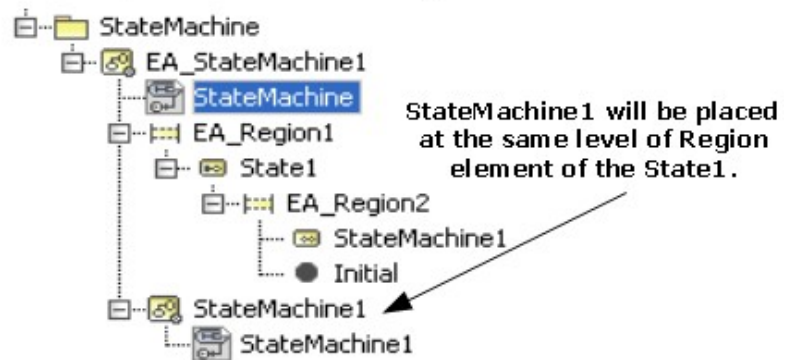 StateMachine
EA_StateMachine1
StateMachine
EA_Region1
State1
EA_Region2
StateMachine1
Initial
StateMachine1
StateMachine1
StateMachine1 will be placed
at the same level of Region
element of the State1.